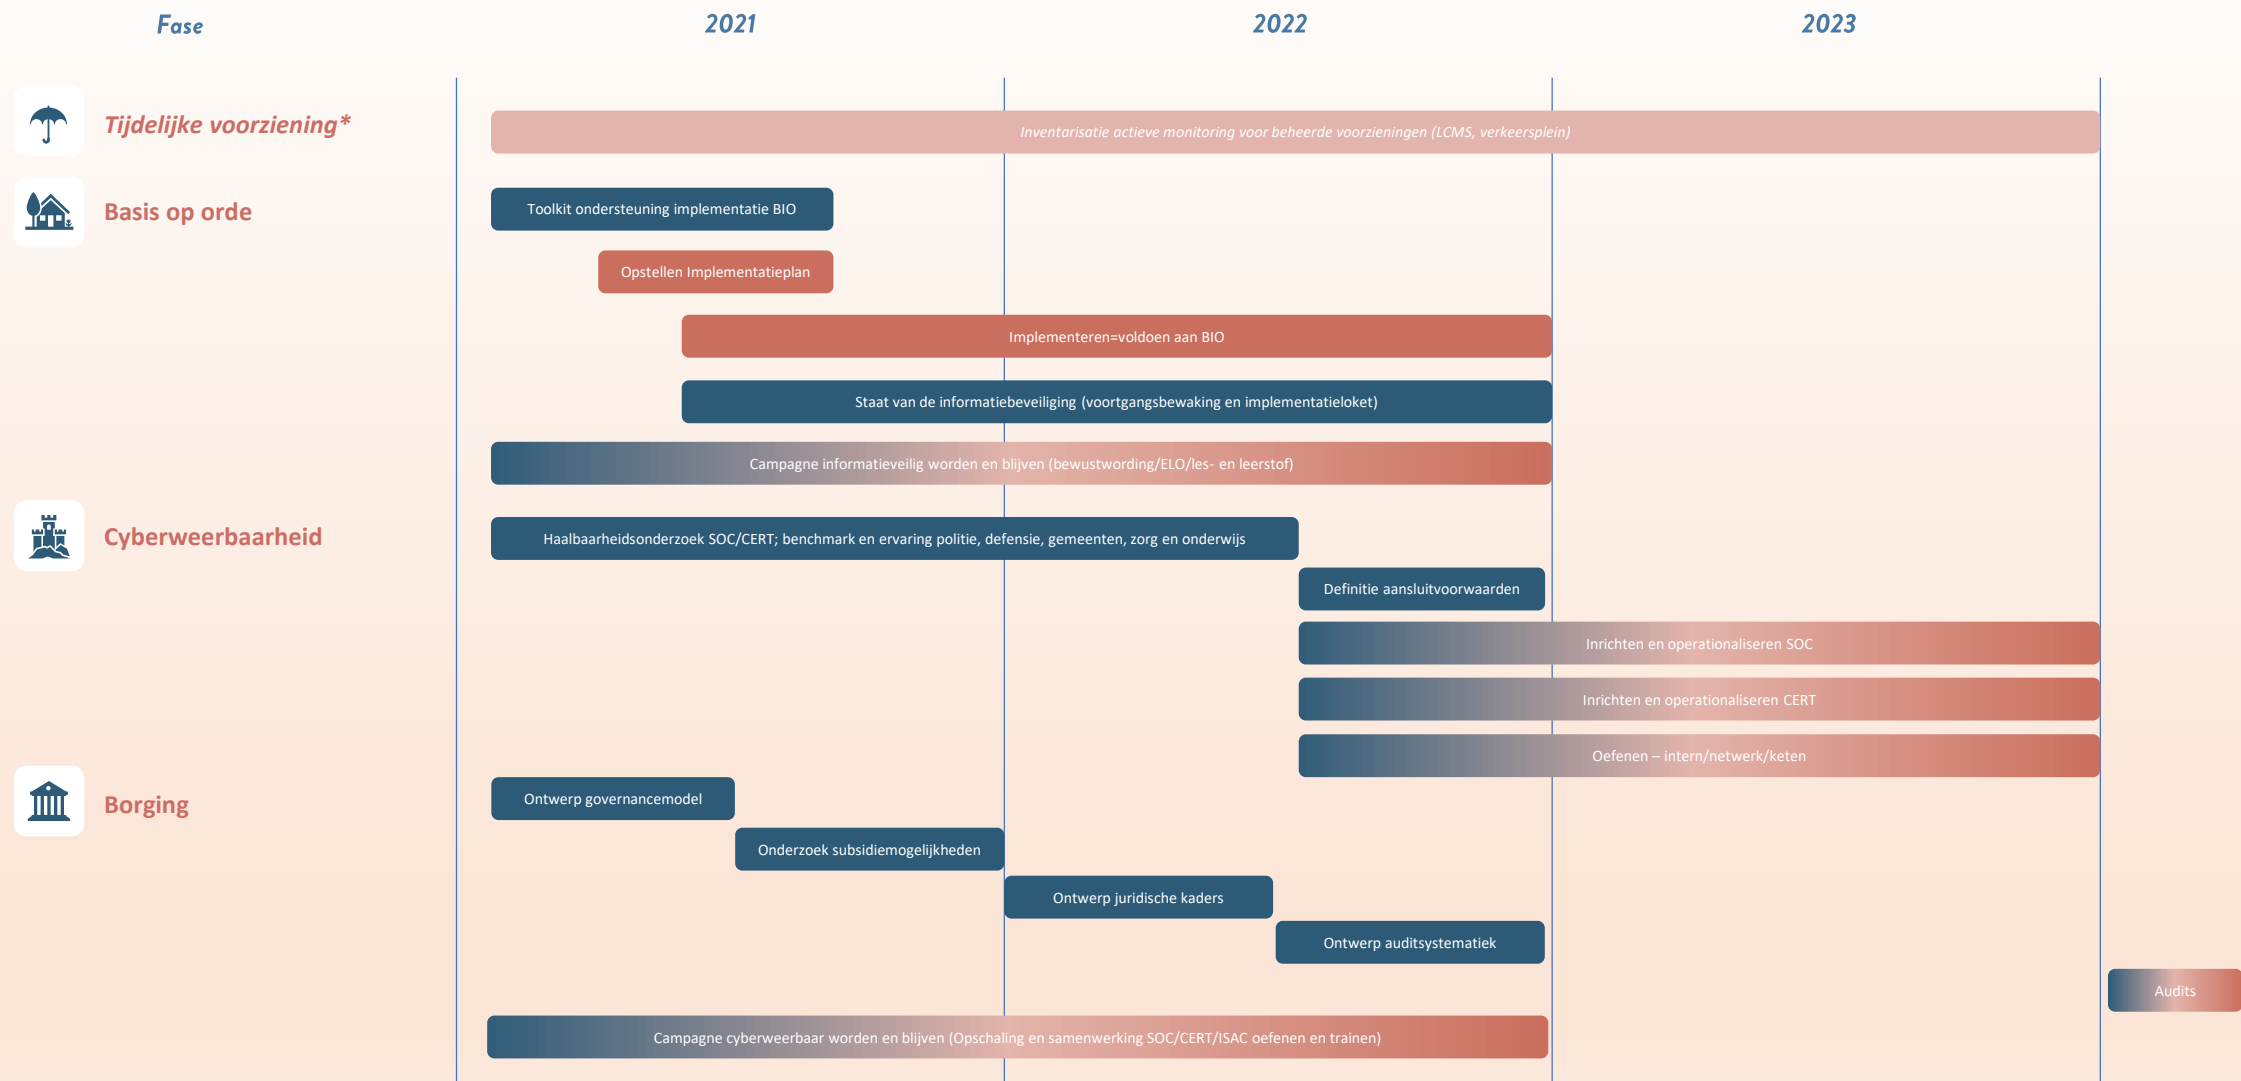 Fase 2021 2022 2023
Tijdelijke voorziening*
Inventarisatie actieve monitoring voor beheerde voorzieningen (LCMS, verkeersplein)
Basis op orde
Toolkit ondersteuning implementatie BIO
Opstellen Implementatieplan
Implementeren=voldoen aan BIO
Staat van de informatiebeveiliging (voortgangsbewaking en implementatieloket)
Campagne informatieveilig worden en blijven (bewustwording/ELO/les- en leerstof)
Cyberweerbaarheid
Haalbaarheidsonderzoek SOC/CERT; benchmark en ervaring politie, defensie, gemeenten, zorg en onderwijs
Definitie aansluitvoorwaarden
Inrichten en operationaliseren SOC
Inrichten en operationaliseren CERT
Oefenen – intern/netwerk/keten
Borging
Ontwerp governancemodel
Onderzoek subsidiemogelijkheden
Ontwerp juridische kaders
Ontwerp auditsystematiek
Audits
Campagne cyberweerbaar worden en blijven (Opschaling en samenwerking SOC/CERT/ISAC oefenen en trainen)